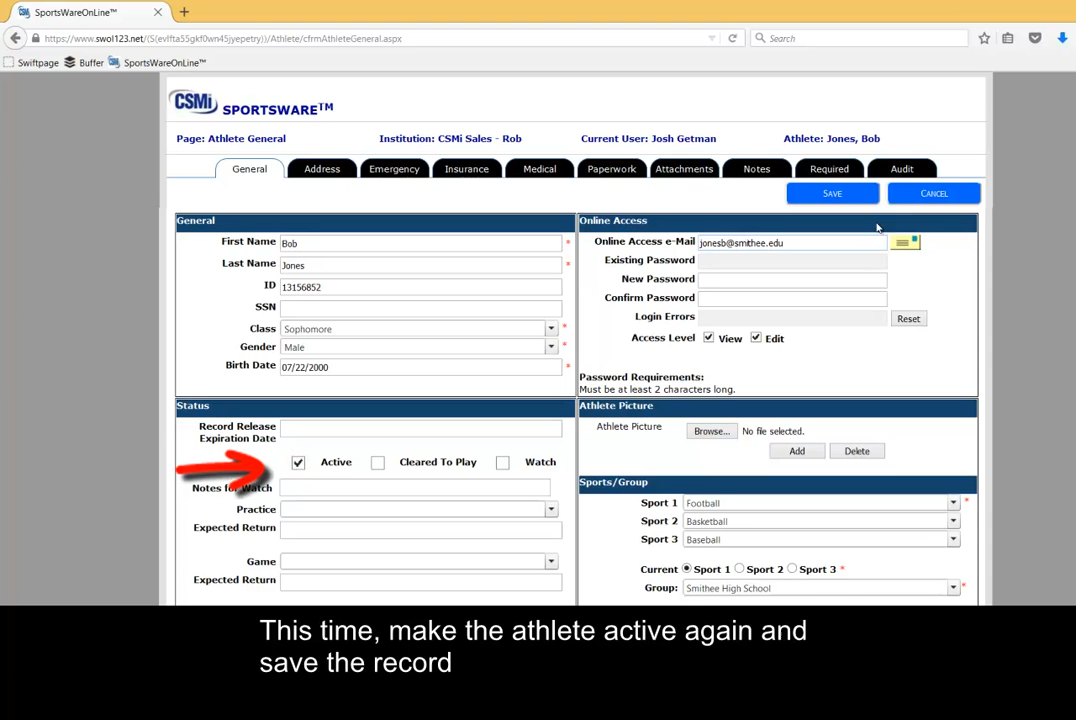 SportsWareOnLine™
https://www.swol123.net/(S(evlfta55gkf0wn45jyepetry))/Athlete/cfrmAthleteGeneral.aspx
Search
Swiftpage Buffer SportsWareOnLine™
CSMi SPORTSWARE™
Page: Athlete General Institution: CSMi Sales - Rob Current User: Josh Getman Athlete: Jones, Bob
General Address Emergency Insurance Medical Paperwork Attachments Notes Required Audit
SAVE CANCEL
General
First Name Bob *
Last Name Jones *
ID 13156852
SSN
Class Sophomore *
Gender Male *
Birth Date 07/22/2000 *
Online Access
Online Access e-Mail jonesb@smithee.edu
Existing Password
New Password
Confirm Password
Login Errors Reset
Access Level View Edit
Password Requirements:
Must be at least 2 characters long.
Status
Record Release
Expiration Date
Active Cleared To Play Watch
Notes for Watch
Practice
Expected Return
Game
Expected Return
Athlete Picture
Athlete Picture Browse... No file selected.
Add Delete
Sports/Group
Sport 1 Football *
Sport 2 Basketball
Sport 3 Baseball
Current Sport 1 Sport 2 Sport 3 *
Group: Smithee High School *
This time, make the athlete active again and
save the record